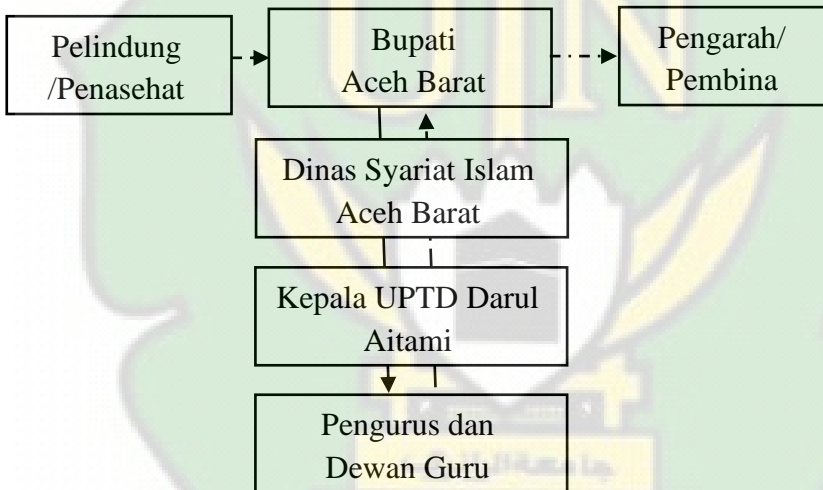 Pelindung
/Penasehat
Bupati
Aceh Barat
Pengarah/
Pembina
Dinas Syariat Islam
Aceh Barat
Kepala UPTD Darul
Aitami
Pengurus dan
Dewan Guru